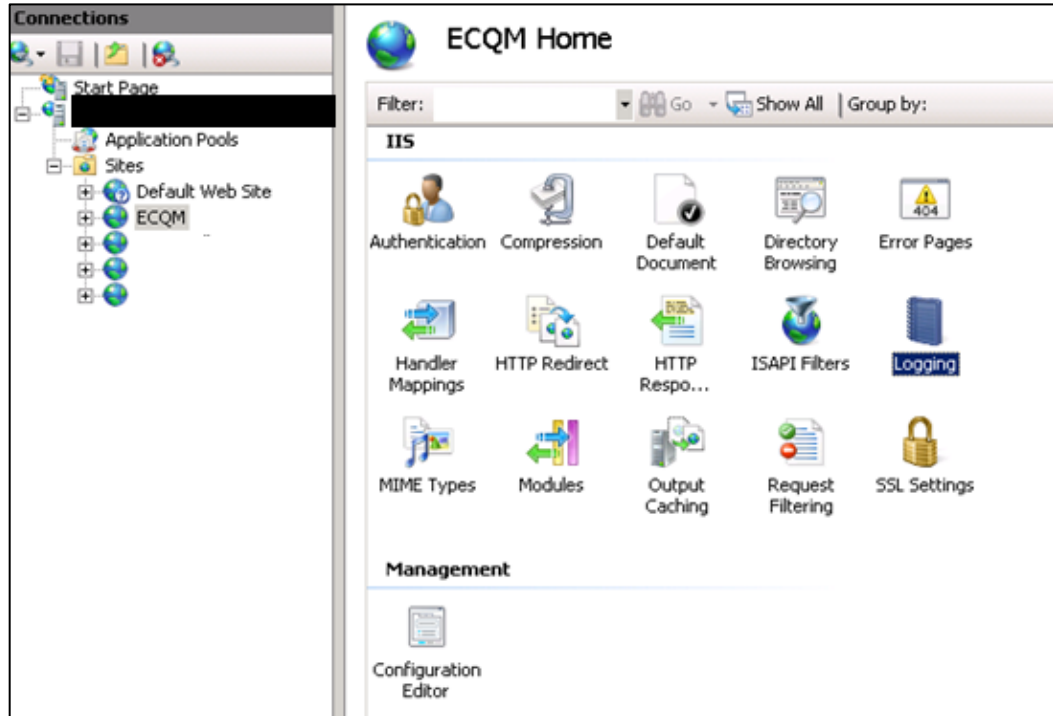 Connections
Start Page
Application Pools
Sites
Default Web Site
ECQM
ECQM Home
Filter: Go Show All Group by:
IIS
Authentication Compression Default Document Directory Browsing Error Pages
404
Handler Mappings HTTP Redirect HTTP Respo... ISAPI Filters Logging
MIME Types Modules Output Caching Request Filtering SSL Settings
Management
Configuration Editor